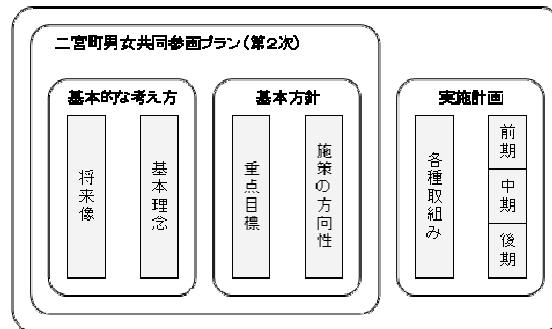 二宮町男女共同参画プラン(第2次)
基本的な考え方
将来像
基本理念
基本方針
重点目標
施策の方向性
実施計画
各種取組み
前期
中期
後期